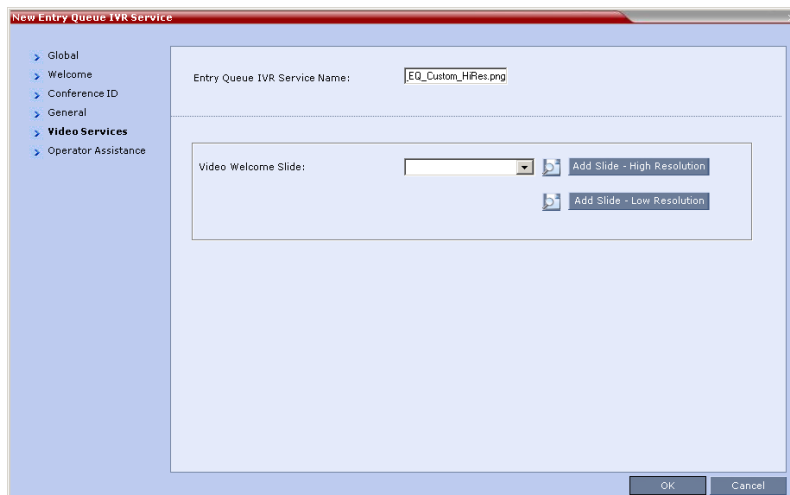 New Entry Queue IVR Service
Global
Welcome
Conference ID
General
Video Services
Operator Assistance
Entry Queue IVR Service Name:
_EQ_Custom_HiRes.png
Video Welcome Slide:
Add Slide - High Resolution
Add Slide - Low Resolution
OK
Cancel